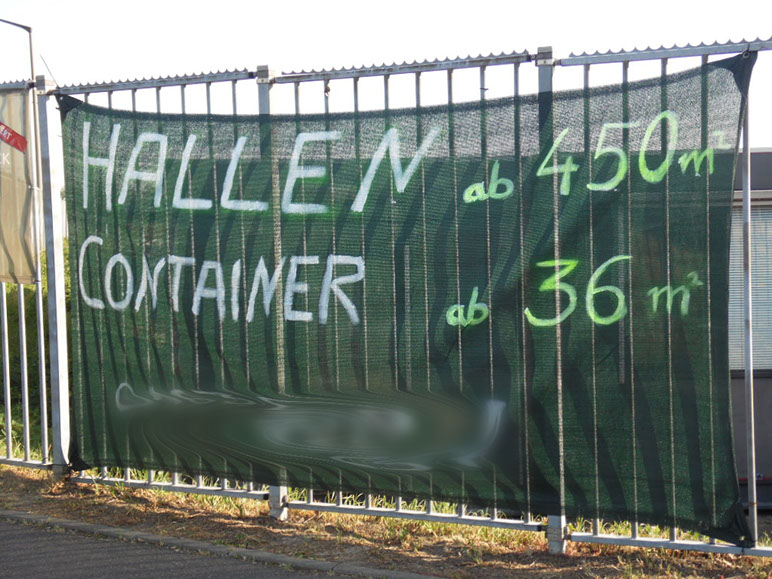 HALLEN ab 450 m²
CONTAINER ab 36 m²